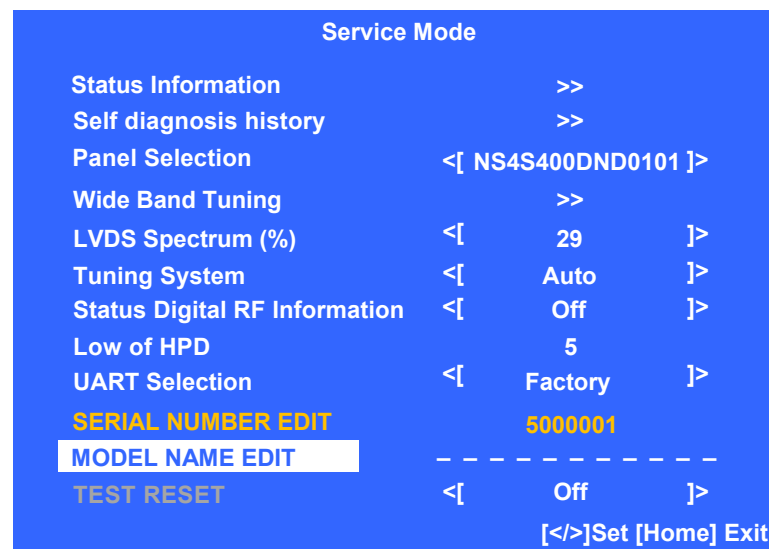 Service Mode
Status Information >>
Self diagnosis history >>
Panel Selection <[ NS4S400DND0101 ]>
Wide Band Tuning >>
LVDS Spectrum (%) <[ 29 ]>
Tuning System <[ Auto ]>
Status Digital RF Information <[ Off ]>
Low of HPD 5
UART Selection <[ Factory ]>
SERIAL NUMBER EDIT 5000001
MODEL NAME EDIT _ _ _ _ _ _ _ _ _ _ _
TEST RESET <[ Off ]>
[</>]Set [Home] Exit